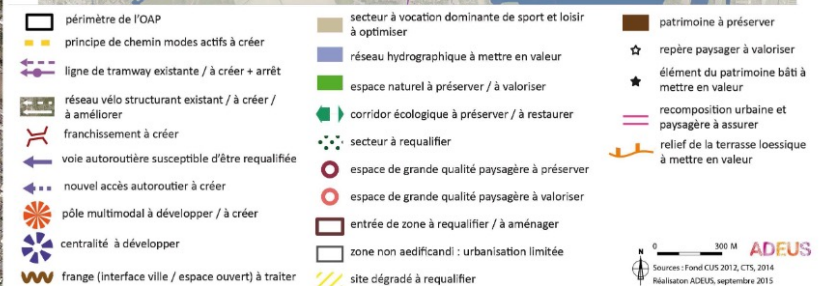 périmètre de l'OAP
principe de chemin modes actifs à créer
ligne de tramway existante / à créer + arrêt
réseau vélo structurant existant / à créer /
à améliorer
franchissement à créer
voie autoroutière susceptible d'être requalifiée
nouvel accès autoroutier à créer
pôle multimodal à développer / à créer
centralité à développer
frange (interface ville / espace ouvert) à traiter
secteur à vocation dominante de sport et loisir
à optimiser
réseau hydrographique à mettre en valeur
espace naturel à préserver / à valoriser
corridor écologique à préserver / à restaurer
secteur à requalifier
espace de grande qualité paysagère à préserver
espace de grande qualité paysagère à valoriser
entrée de zone à requalifier / à aménager
zone non aedificandi : urbanisation limitée
site dégradé à requalifier
patrimoine à préserver
repère paysager à valoriser
élément du patrimoine bâti à
mettre en valeur
recomposition urbaine et
paysagère à assurer
relief de la terrasse loessique
à mettre en valeur
N
0 300 M
ADEUS
Sources : Fond CUS 2012, CTS, 2014
Réalisaton ADEUS, septembre 2015